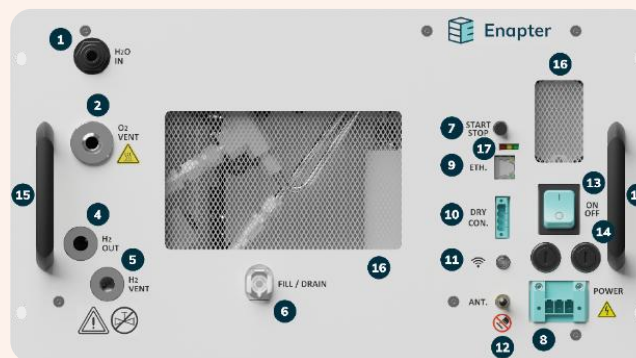 Enapter
1
H2O
IN
16
2
O2
VENT
7
START
STOP
17
9
ETH.
13
ON
OFF
15
4
H2
OUT
10
DRY
CON.
14
5
H2
VENT
16
11
FILL / DRAIN
6
ANT.
POWER
12
8